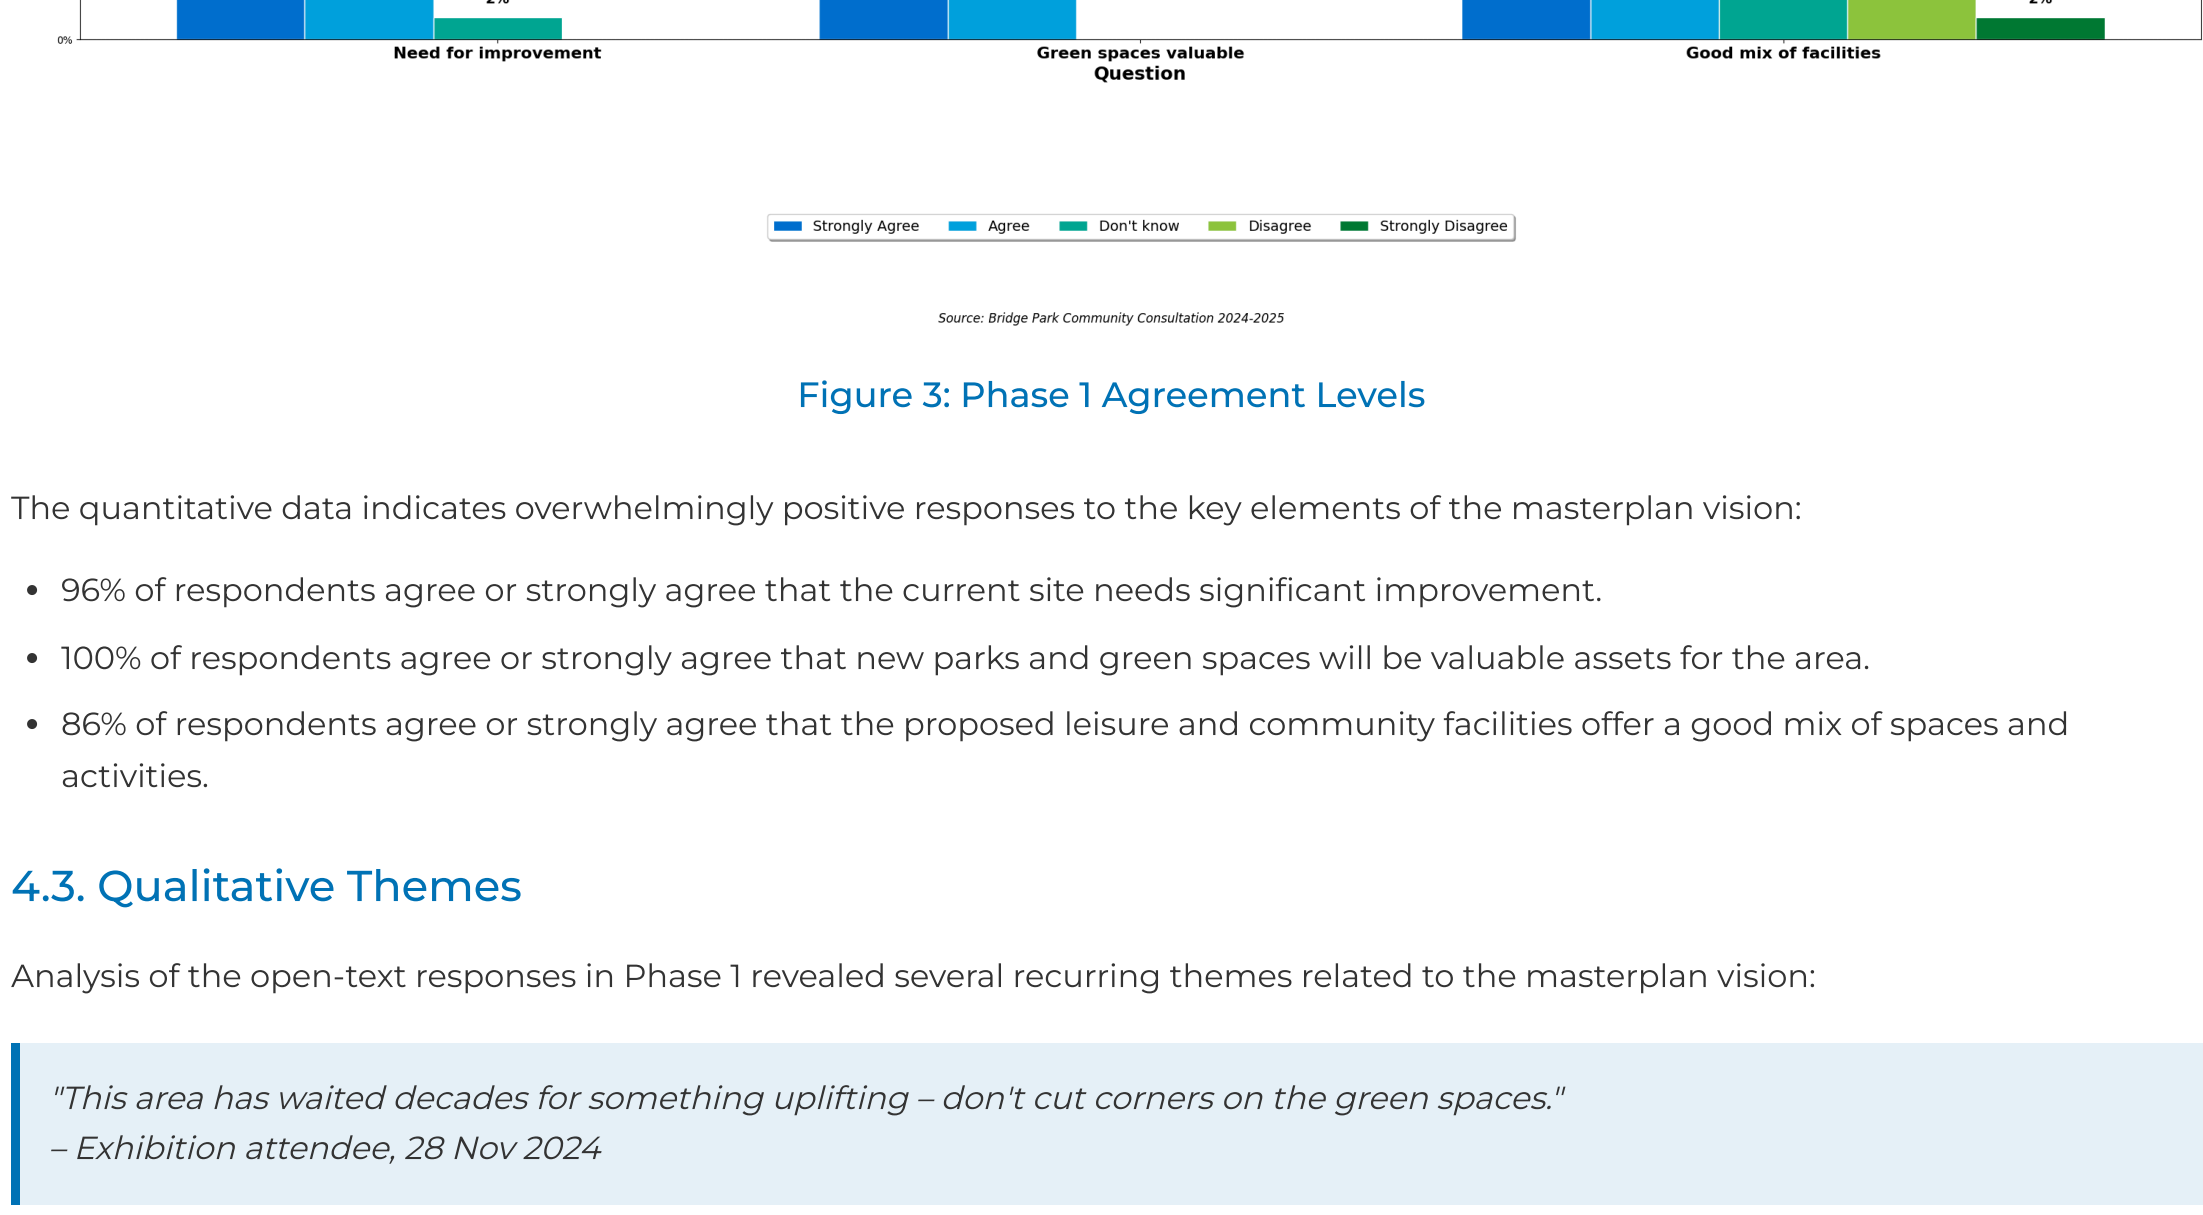 2%
2%
0%
Need for improvement
Green spaces valuable
Good mix of facilities
Question
Strongly Agree
Agree
Don't know
Disagree
Strongly Disagree
Source: Bridge Park Community Consultation 2024-2025
Figure 3: Phase 1 Agreement Levels
The quantitative data indicates overwhelmingly positive responses to the key elements of the masterplan vision:
• 96% of respondents agree or strongly agree that the current site needs significant improvement.
• 100% of respondents agree or strongly agree that new parks and green spaces will be valuable assets for the area.
• 86% of respondents agree or strongly agree that the proposed leisure and community facilities offer a good mix of spaces and
activities.
4.3. Qualitative Themes
Analysis of the open-text responses in Phase 1 revealed several recurring themes related to the masterplan vision:
"This area has waited decades for something uplifting – don't cut corners on the green spaces."
– Exhibition attendee, 28 Nov 2024